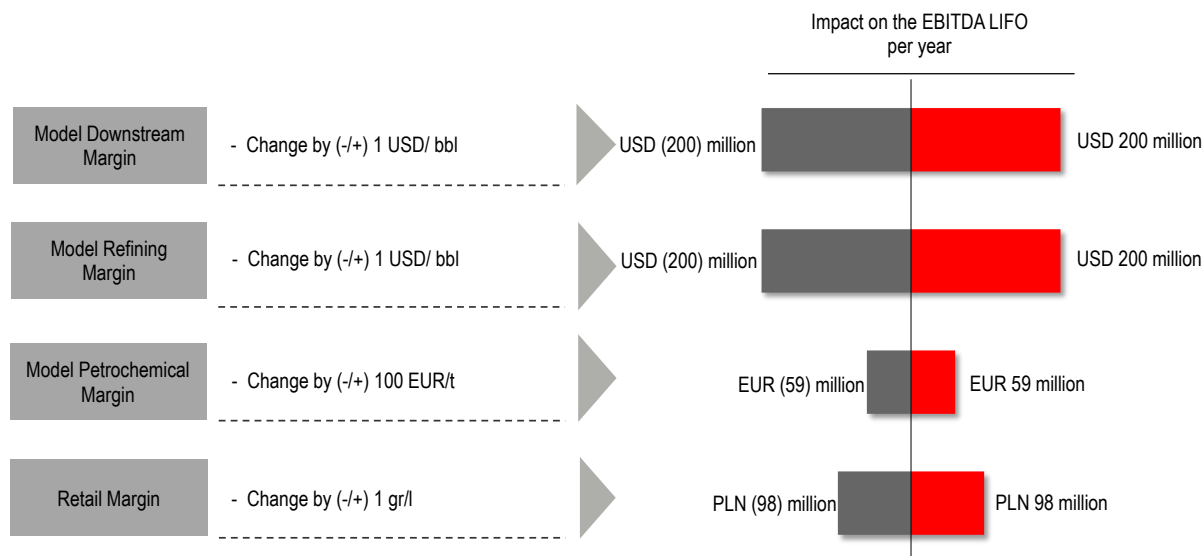 Impact on the EBITDA LIFO
per year
Model Downstream
Margin
- Change by (-/+) 1 USD/ bbl
USD (200) million
USD 200 million
Model Refining
Margin
- Change by (-/+) 1 USD/ bbl
USD (200) million
USD 200 million
Model Petrochemical
Margin
- Change by (-/+) 100 EUR/t
EUR (59) million
EUR 59 million
Retail Margin
- Change by (-/+) 1 gr/l
PLN (98) million
PLN 98 million